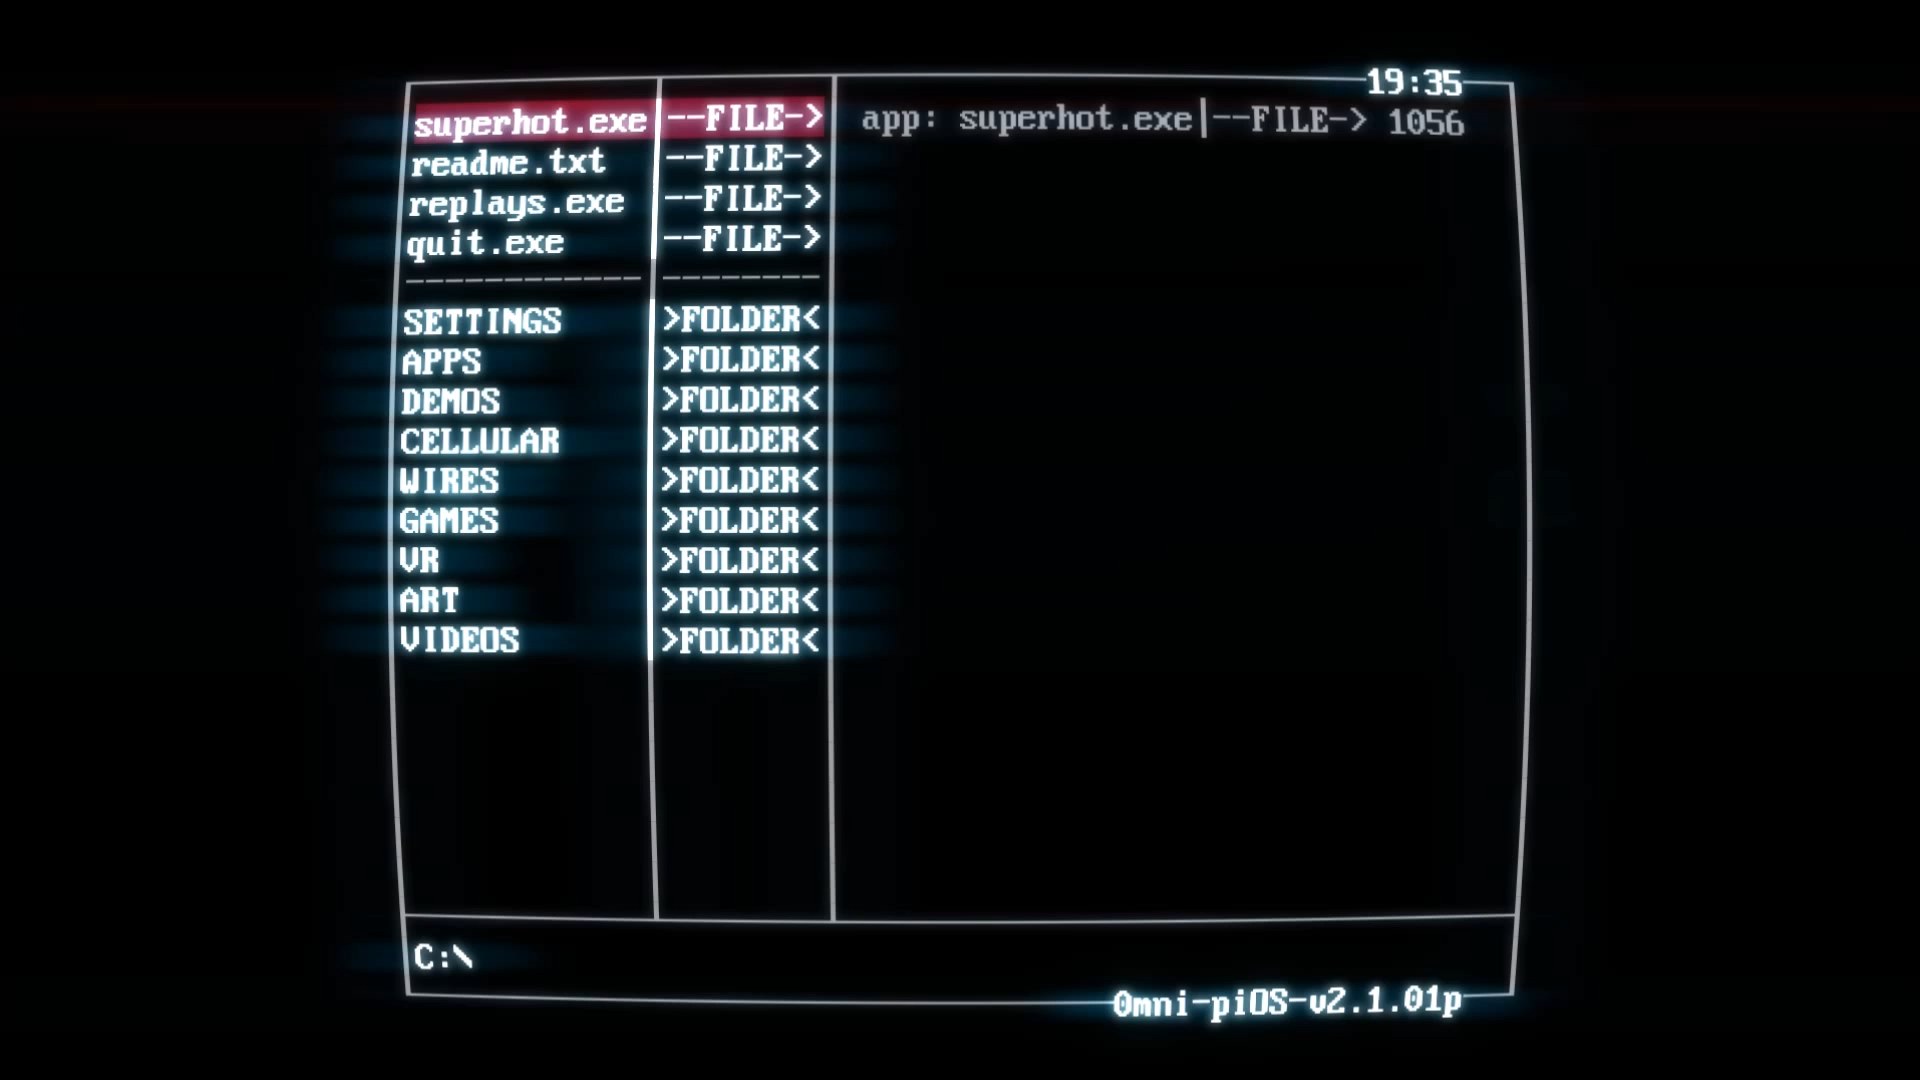 19:35
superhot.exe|--FILE-> app: superhot.exe|--FILE-> 1056
readme.txt |--FILE->
replays.exe |--FILE->
quit.exe |--FILE->
------------ --------
SETTINGS |>FOLDER<
APPS |>FOLDER<
DEMOS |>FOLDER<
CELLULAR |>FOLDER<
WIRES |>FOLDER<
GAMES |>FOLDER<
VR |>FOLDER<
ART |>FOLDER<
VIDEOS |>FOLDER<
C:\
0mni-piOS-v2.1.01p